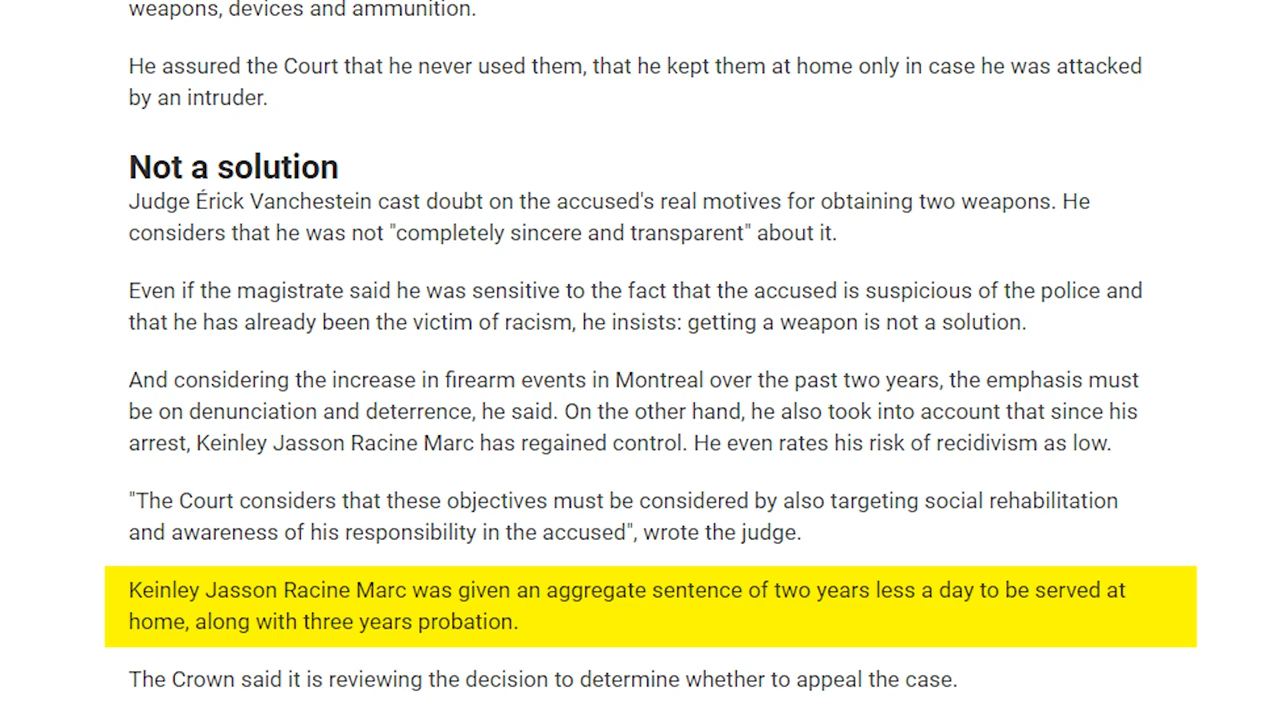 weapons, devices and ammunition.
He assured the Court that he never used them, that he kept them at home only in case he was attacked
by an intruder.
Not a solution
Judge Érick Vanchestein cast doubt on the accused's real motives for obtaining two weapons. He
considers that he was not "completely sincere and transparent" about it.
Even if the magistrate said he was sensitive to the fact that the accused is suspicious of the police and
that he has already been the victim of racism, he insists: getting a weapon is not a solution.
And considering the increase in firearm events in Montreal over the past two years, the emphasis must
be on denunciation and deterrence, he said. On the other hand, he also took into account that since his
arrest, Keinley Jasson Racine Marc has regained control. He even rates his risk of recidivism as low.
"The Court considers that these objectives must be considered by also targeting social rehabilitation
and awareness of his responsibility in the accused", wrote the judge.
Keinley Jasson Racine Marc was given an aggregate sentence of two years less a day to be served at
home, along with three years probation.
The Crown said it is reviewing the decision to determine whether to appeal the case.